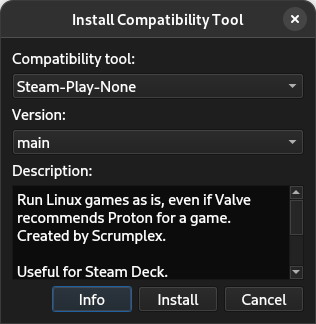 Install Compatibility Tool
Compatibility tool:
Steam-Play-None
Version:
main
Description:
Run Linux games as is, even if Valve
recommends Proton for a game.
Created by Scrumplex.
Useful for Steam Deck.
Info
Install
Cancel